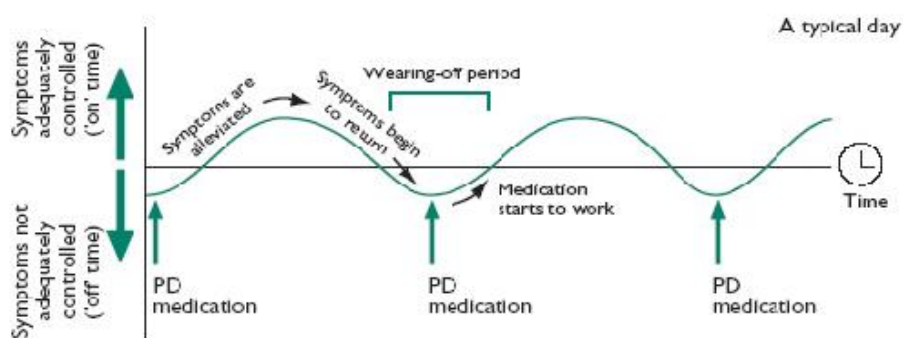 A typical day
Symptoms
adequately
controlled
('on' time)
Symptoms not
adequately
controlled
('off' time)
Symptoms are
alleviated
Symptoms begin
to return
Wearing-off period
Medication
starts to work
Time
PD
medication
PD
medication
PD
medication